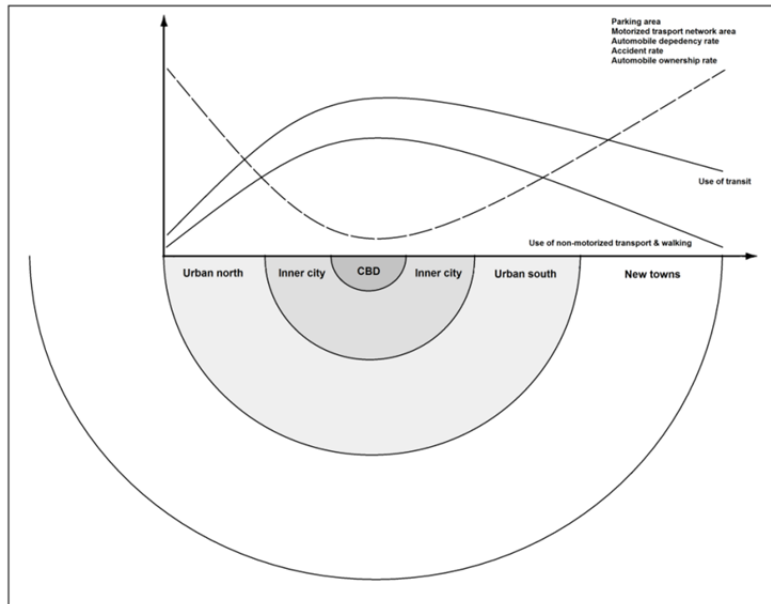 Parking area
Motorized trasport network area
Automobile depedency rate
Accident rate
Automobile ownership rate
Use of transit
Use of non-motorized transport & walking
Urban north
Inner city
CBD
Inner city
Urban south
New towns